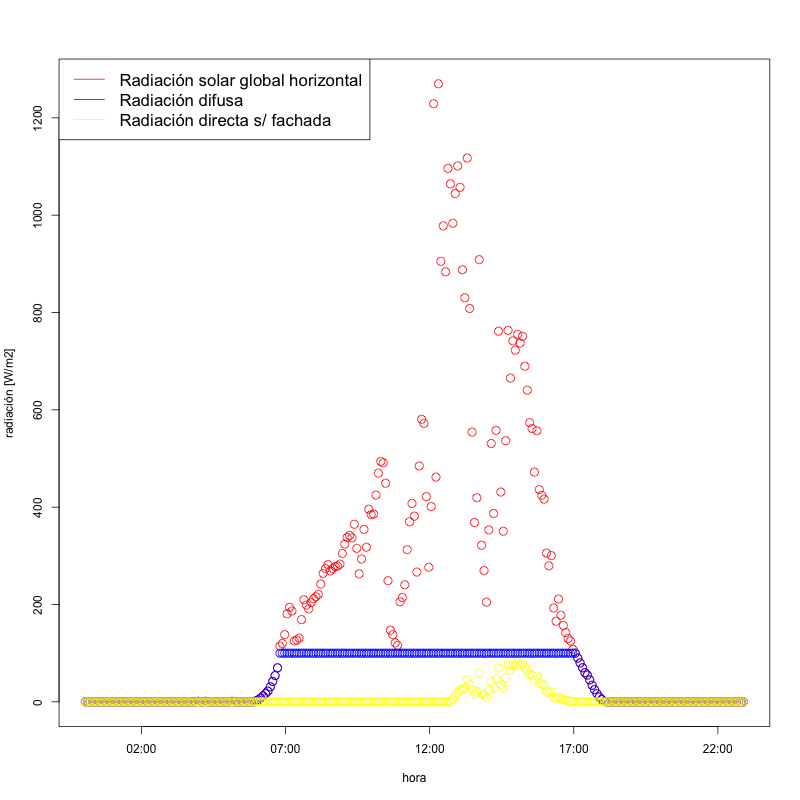 Radiación solar global horizontal
Radiación difusa
Radiación directa s/ fachada
radiación [W/m2]
1200
1000
800
600
400
200
0
02:00 07:00 12:00 17:00 22:00
hora